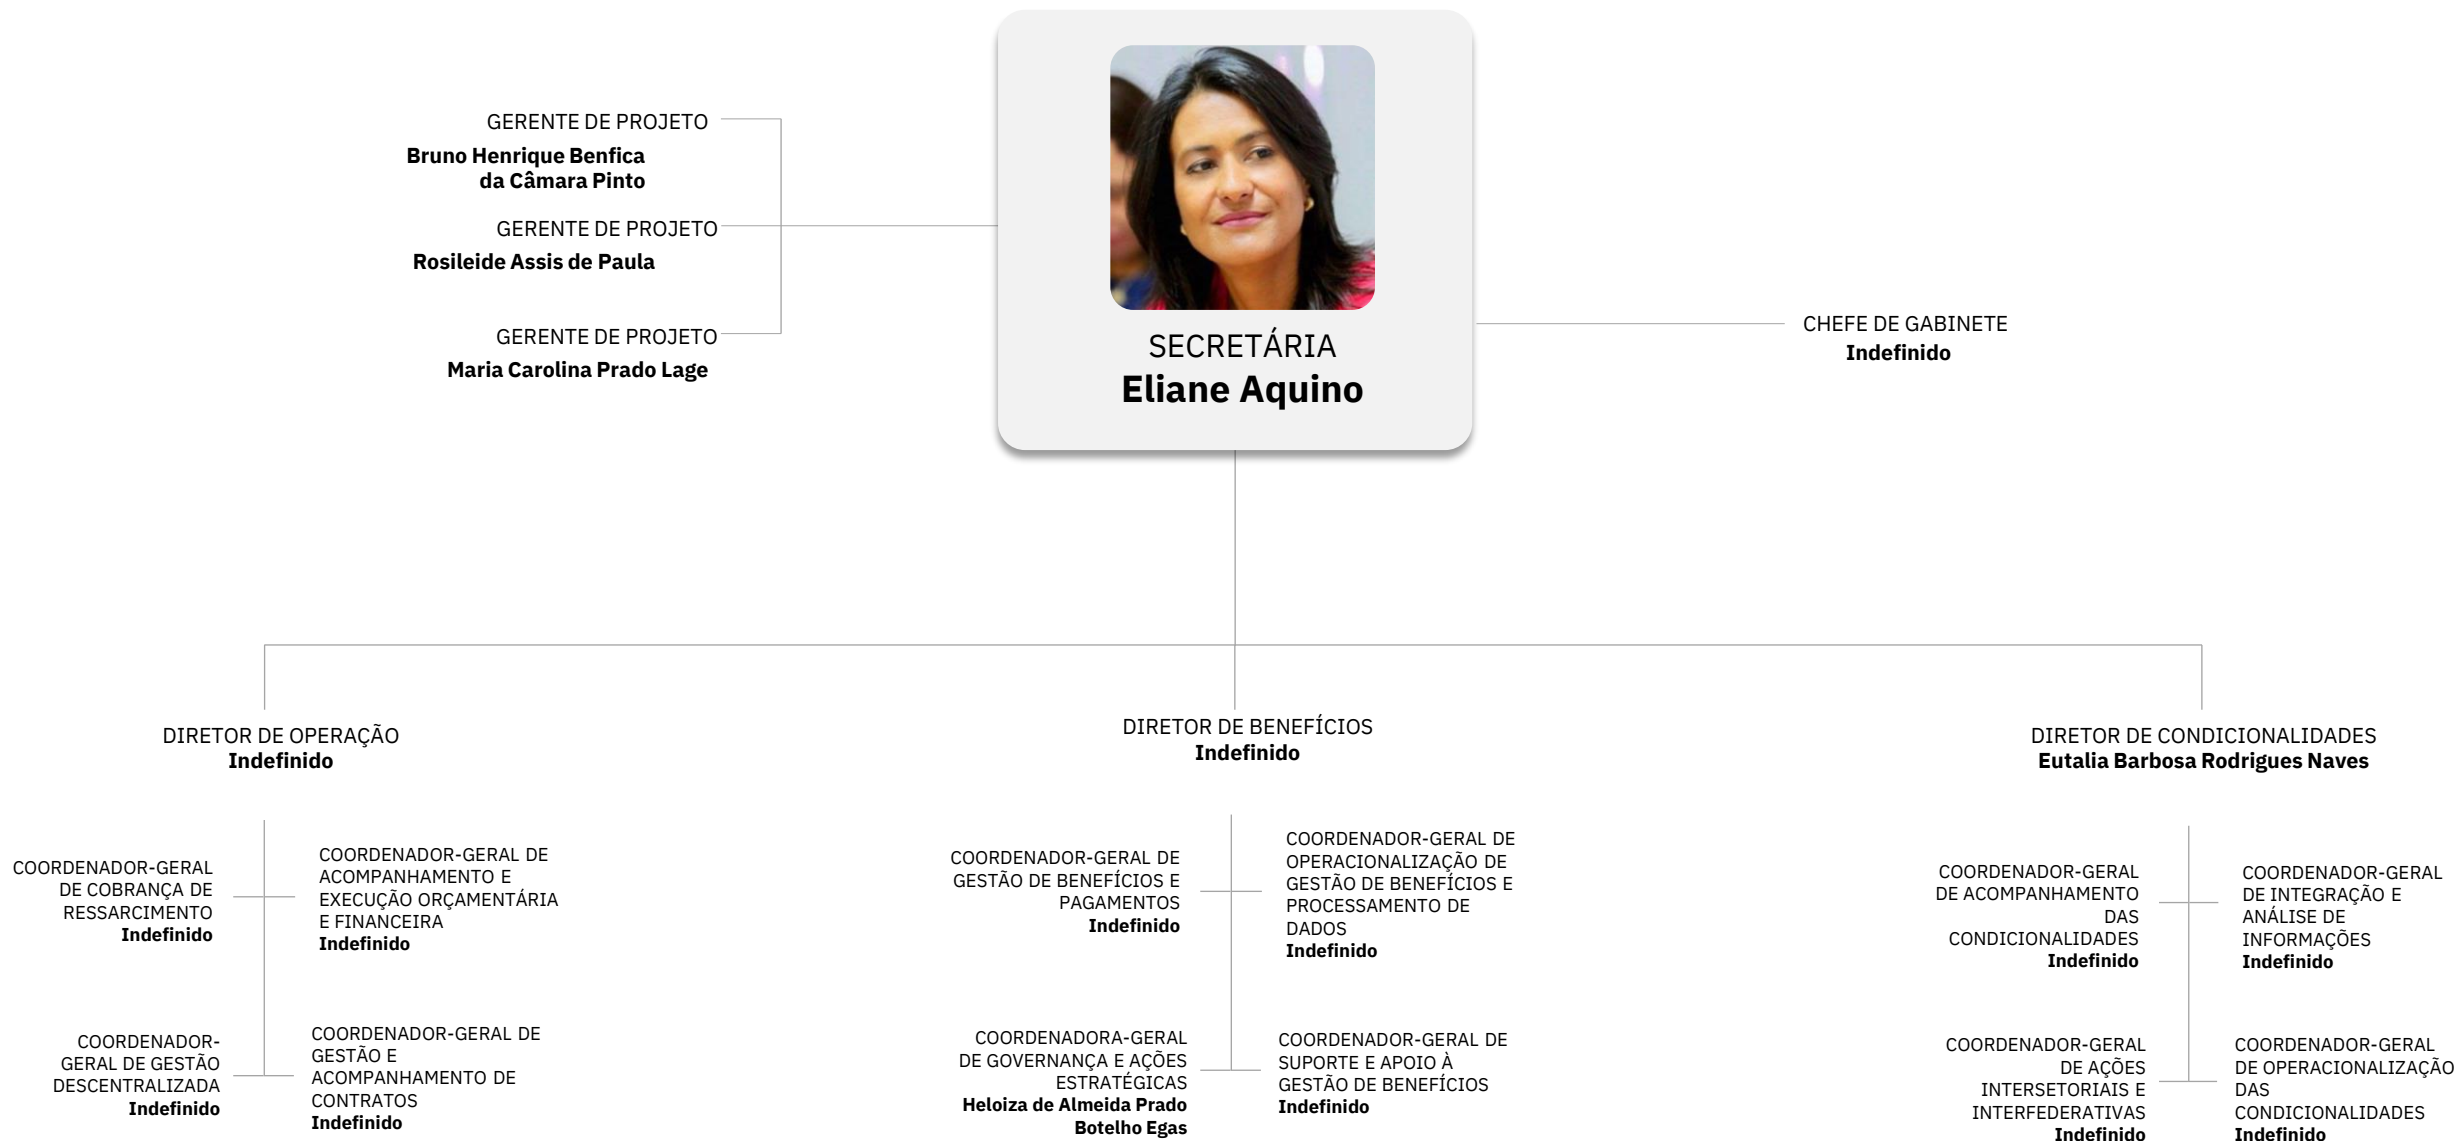 GERENTE DE PROJETO
Bruno Henrique Benfica
da Câmara Pinto
GERENTE DE PROJETO
Rosileide Assis de Paula
GERENTE DE PROJETO
Maria Carolina Prado Lage
SECRETÁRIA
Eliane Aquino
CHEFE DE GABINETE
Indefinido
DIRETOR DE OPERAÇÃO
Indefinido
COORDENADOR-GERAL
DE COBRANÇA DE
RESSARCIMENTO
Indefinido
COORDENADOR-GERAL DE
ACOMPANHAMENTO E
EXECUÇÃO ORÇAMENTÁRIA
E FINANCEIRA
Indefinido
COORDENADOR-
GERAL DE GESTÃO
DESCENTRALIZADA
Indefinido
COORDENADOR-GERAL DE
GESTÃO E
ACOMPANHAMENTO DE
CONTRATOS
Indefinido
DIRETOR DE BENEFÍCIOS
Indefinido
COORDENADOR-GERAL DE
GESTÃO DE BENEFÍCIOS E
PAGAMENTOS
Indefinido
COORDENADOR-GERAL DE
OPERACIONALIZAÇÃO DE
GESTÃO DE BENEFÍCIOS E
PROCESSAMENTO DE
DADOS
Indefinido
COORDENADORA-GERAL
DE GOVERNANÇA E AÇÕES
ESTRATÉGICAS
Heloiza de Almeida Prado
Botelho Egas
COORDENADOR-GERAL DE
SUPORTE E APOIO À
GESTÃO DE BENEFÍCIOS
Indefinido
DIRETOR DE CONDICIONALIDADES
Eutalia Barbosa Rodrigues Naves
COORDENADOR-GERAL
DE ACOMPANHAMENTO
DAS
CONDICIONALIDADES
Indefinido
COORDENADOR-GERAL
DE INTEGRAÇÃO E
ANÁLISE DE
INFORMAÇÕES
Indefinido
COORDENADOR-GERAL
DE AÇÕES
INTERSETORIAIS E
INTERFEDERATIVAS
Indefinido
COORDENADOR-GERAL
DE OPERACIONALIZAÇÃO
DAS
CONDICIONALIDADES
Indefinido